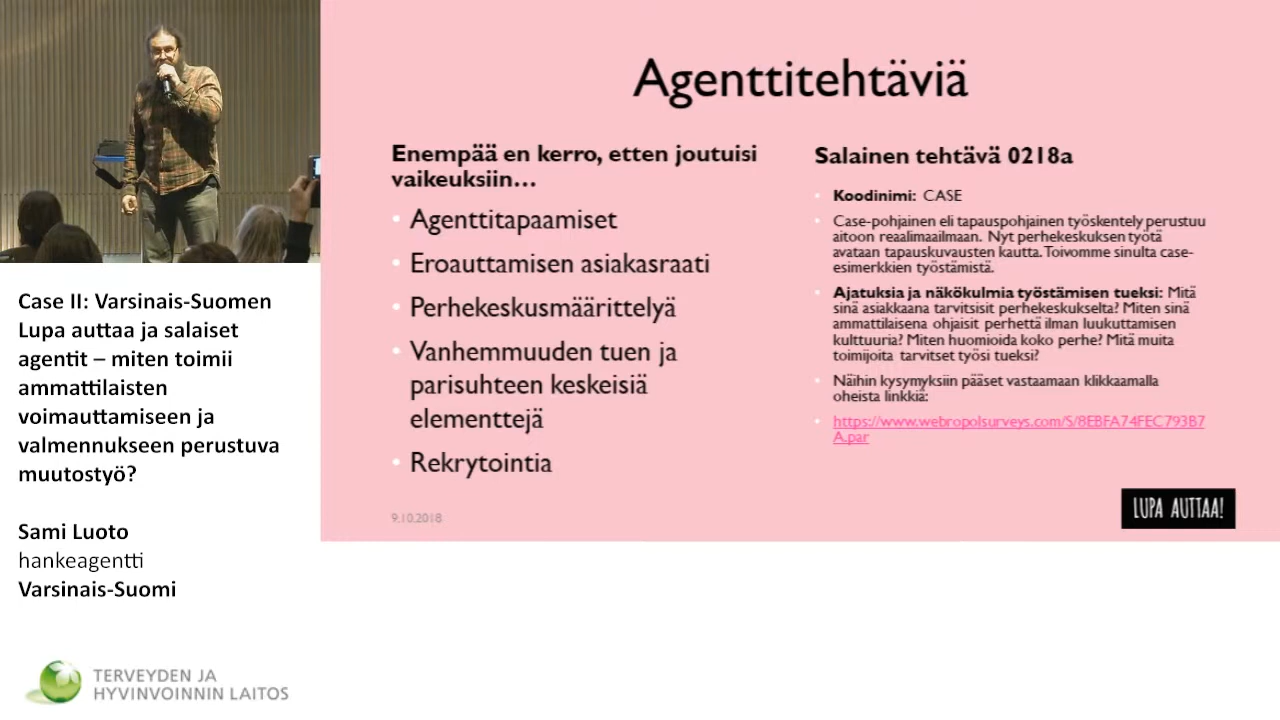 Agenttitehtäviä
Enempää en kerro, etten joutuisi
vaikeuksiin…
• Agenttitapaamiset
• Eroauttamisen asiakasraati
• Perhekeskusmäärittelyä
• Vanhemmuuden tuen ja
parisuhteen keskeisiä
elementtejä
• Rekrytointia
9.10.2018
Salainen tehtävä 0218a
• Koodinimi: CASE
• Case-pohjainen eli tapauspohjainen työskentely perustuu
aitoon reaalimaailmaan. Nyt perhekeskuksen työtä
avataan tapauskuvausten kautta. Toivomme sinulta case-
esimerkkien työstämistä.
• Ajatuksia ja näkökulmia työstämisen tueksi: Mitä
sinä asiakkaana tarvitsisit perhekeskukselta? Miten sinä
ammattilaisena ohjaisit perhettä ilman luukuttamisen
kulttuuria? Miten huomioida koko perhe? Mitä muita
toimijoita tarvitset työsi tueksi?
• Näihin kysymyksiin pääset vastaamaan klikkaamalla
oheista linkkiä:
• https://www.webropolsurveys.com/S/8EBFA74FEC793B7
A.par
LUPA AUTTAA!
Case II: Varsinais-Suomen
Lupa auttaa ja salaiset
agentit – miten toimii
ammattilaisten
voimauttamiseen ja
valmennukseen perustuva
muutostyö?
Sami Luoto
hankeagentti
Varsinais-Suomi
TERVEYDEN JA
HYVINVOINNIN LAITOS